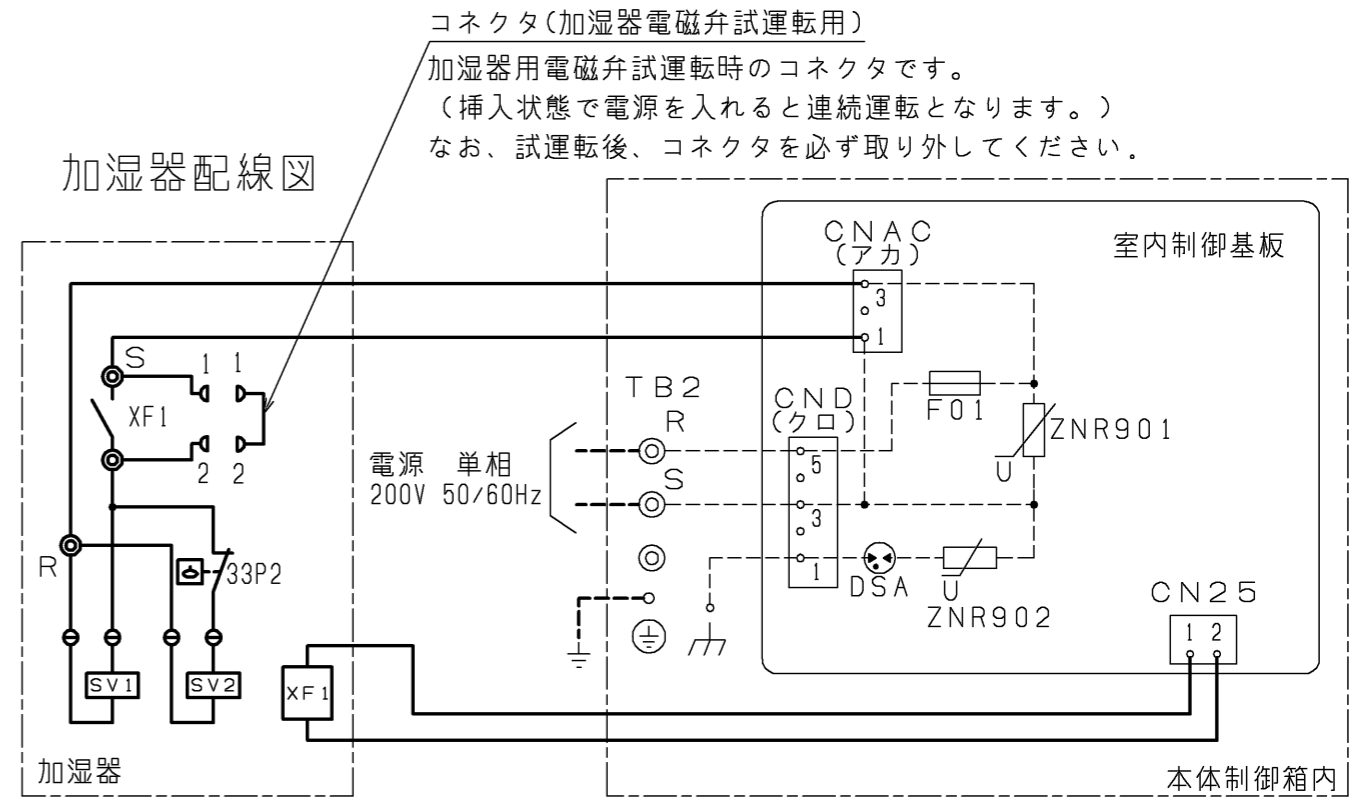 コネクタ(加湿器電磁弁試運転用)
加湿器用電磁弁試運転時のコネクタです。
(挿入状態で電源を入れると連続運転となります。)
なお、試運転後、コネクタを必ず取り外してください.
加湿器配線図
CNAC
(アカ)
室内制御基板
3
1
S
1 1
XF1
2 2
TB2
R
S
CND
(クロ)
F01
ZNR901
U
5
3
1
電源 単相
200V 50/60Hz
R
33P2
DSA
U
ZNR902
CN25
1 2
SV1
SV2
XF1
加湿器
本体制御箱内